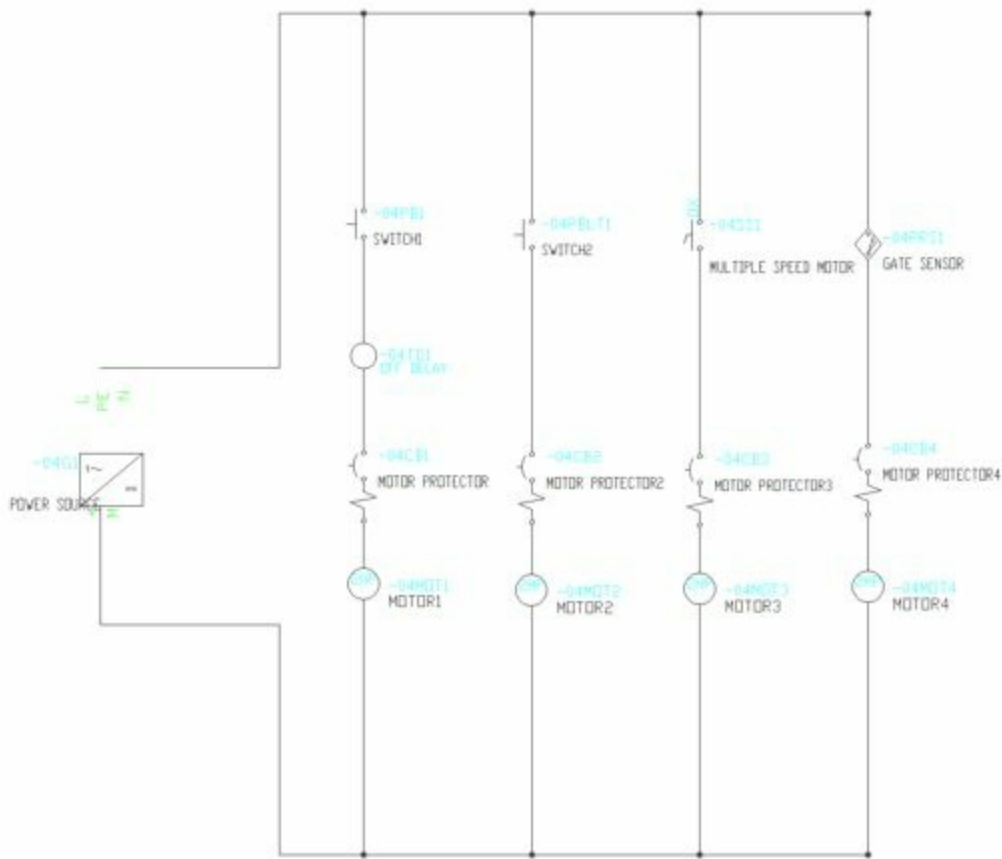 -04PB1
SWITCH1
-04PBLT1
SWITCH2
-04SS1
MULTIPLE SPEED MOTOR
-04PRS1
GATE SENSOR
-04TD1
OFF DELAY
L
PE
N
-04G1
POWER SOURCE
-04CB1
MOTOR PROTECTOR
-04CB2
MOTOR PROTECTOR2
-04CB3
MOTOR PROTECTOR3
-04CB4
MOTOR PROTECTOR4
-04MOT1
MOTOR1
-04MOT2
MOTOR2
-04MOT3
MOTOR3
-04MOT4
MOTOR4